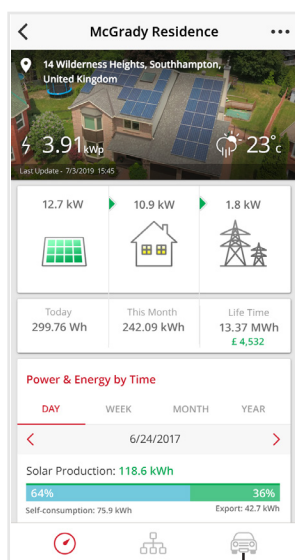 McGrady Residence
14 Wilderness Heights, Southhampton,
United Kingdom
3.91kWp
23°c
Last Update - 7/3/2019 15:45
12.7 kW
10.9 kW
1.8 kW
Today
299.76 Wh
This Month
242.09 kWh
Life Time
13.37 MWh
£ 4,532
Power & Energy by Time
DAY WEEK MONTH YEAR
6/24/2017
Solar Production: 118.6 kWh
64% 36%
Self-consumption: 75.9 kWh Export: 42.7 kWh